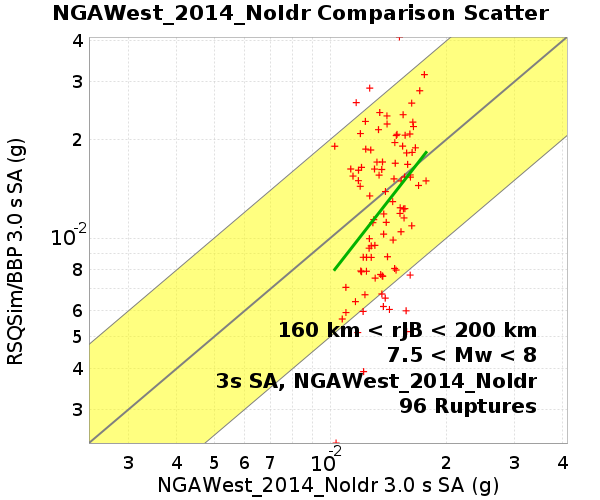 NGAWest_2014_NoIdr Comparison Scatter
RSQSim/BBP 3.0 s SA (g)
4
3
2
10⁻²
8
6
5
4
3
160 km < rJB < 200 km
7.5 < Mw < 8
3s SA, NGAWest_2014_NoIdr
96 Ruptures
3 4 5 6 7 10⁻² 2 3 4
NGAWest_2014_NoIdr 3.0 s SA (g)